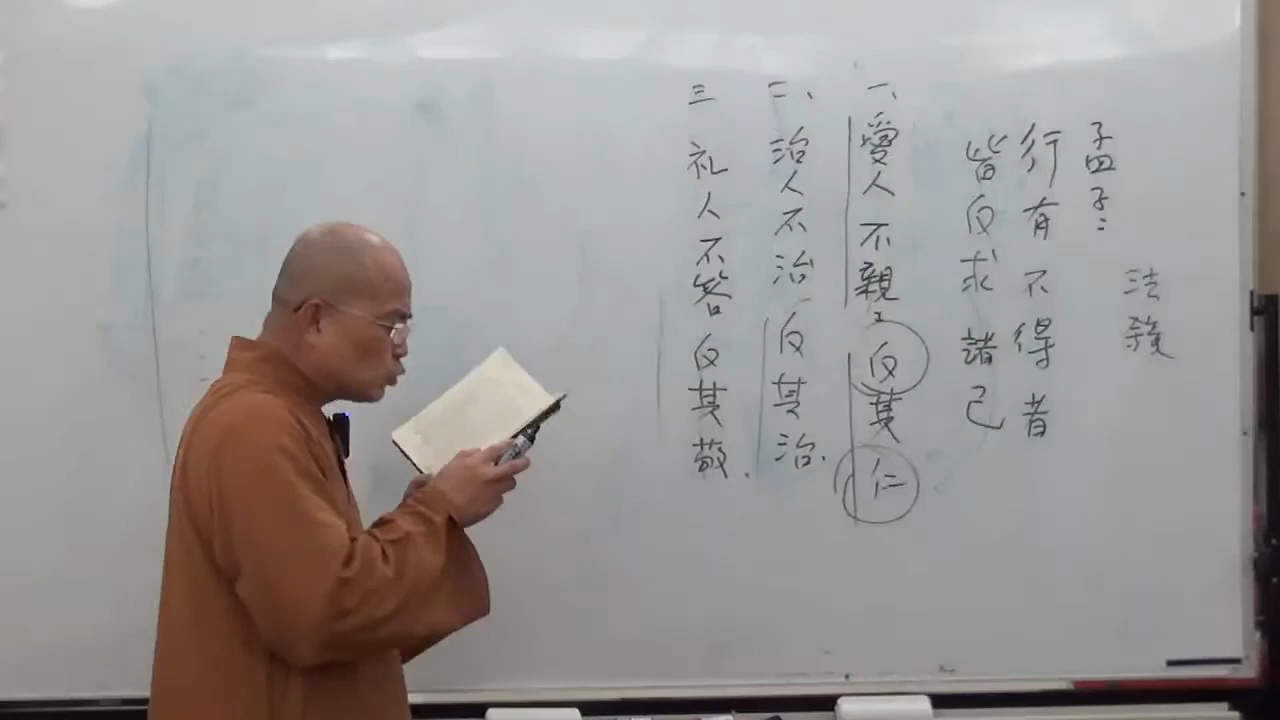 法
孟子：
行有不得者
皆反求諸己
一、愛人不親，反其仁
二、治人不治，反其治.
三 礼人不答反其敬.